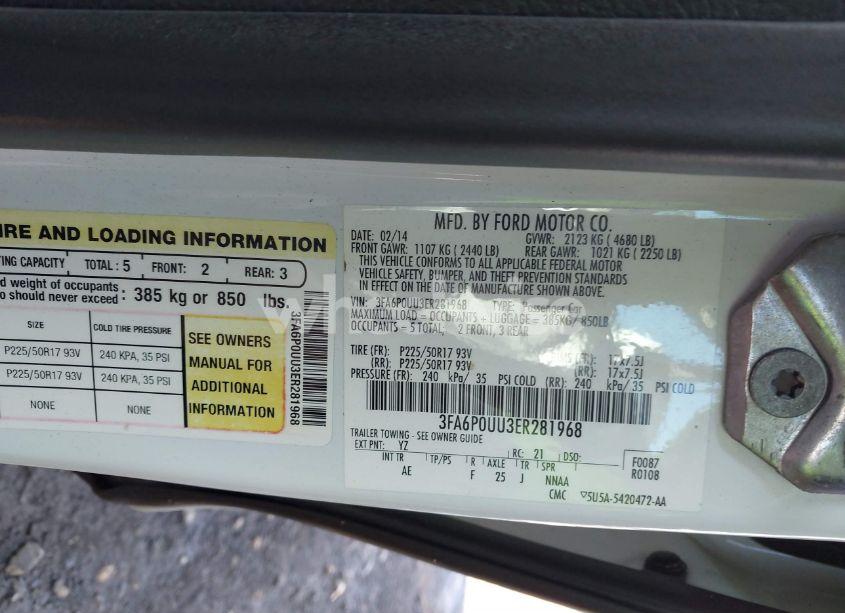 IRE AND LOADING INFORMATION
TING CAPACITY TOTAL : 5 FRONT: 2 REAR: 3
d weight of occupants
o should never exceed : 385 kg or 850 lbs.
SIZE COLD TIRE PRESSURE
P225/50R17 93V 240 KPA, 35 PSI
P225/50R17 93V 240 KPA, 35 PSI
NONE NONE
SEE OWNERS
MANUAL FOR
ADDITIONAL
INFORMATION
3FA6P0UU3ER281968
MFD. BY FORD MOTOR CO.
DATE: 02/14 GVWR: 2123 KG ( 4680 LB)
FRONT GAWR: 1107 KG ( 2440 LB) REAR GAWR: 1021 KG ( 2250 LB)
THIS VEHICLE CONFORMS TO ALL APPLICABLE FEDERAL MOTOR
VEHICLE SAFETY, BUMPER, AND THEFT PREVENTION STANDARDS
IN EFFECT ON THE DATE OF MANUFACTURE SHOWN ABOVE.
VIN: 3FA6P0UU3ER281968 TYPE: Passenger Car
MAXIMUM LOAD = OCCUPANTS + LUGGAGE = 385KG/ 850LB
OCCUPANTS - 5 TOTAL; 2 FRONT, 3 REAR
TIRE (FR): P225/50R17 93V (FR): 17x7.5J
(RR): P225/50R17 93V (RR): 17x7.5J
PRESSURE (FR): 240 kPa/ 35 PSI COLD (RR): 240 kPa/ 35 PSI COLD
3FA6P0UU3ER281968
TRAILER TOWING - SEE OWNER GUIDE
EXT PNT: YZ RC: 21 DSO: F0087
R0108
INT TR TP/PS R AXLE TR SPR
AE F 25 J NNAA
CMC 5U5A-5420472-AA